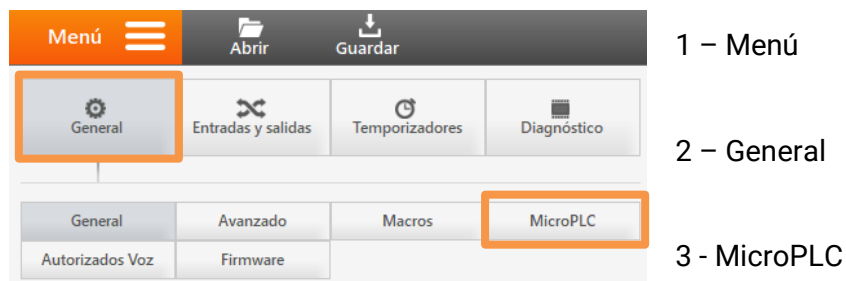 Menú
Abrir
Guardar
1 – Menú
General
Entradas y salidas
Temporizadores
Diagnóstico
2 – General
General
Avanzado
Macros
MicroPLC
Autorizados Voz
Firmware
3 - MicroPLC